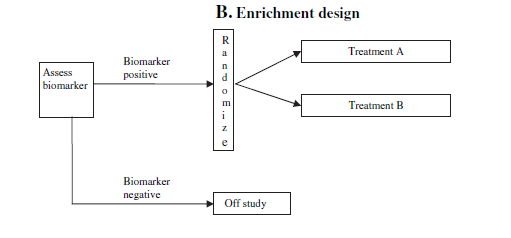 B. Enrichment design
Assess
biomarker
Biomarker
positive
R
a
n
d
o
m
i
z
e
Treatment A
Treatment B
Biomarker
negative
Off study